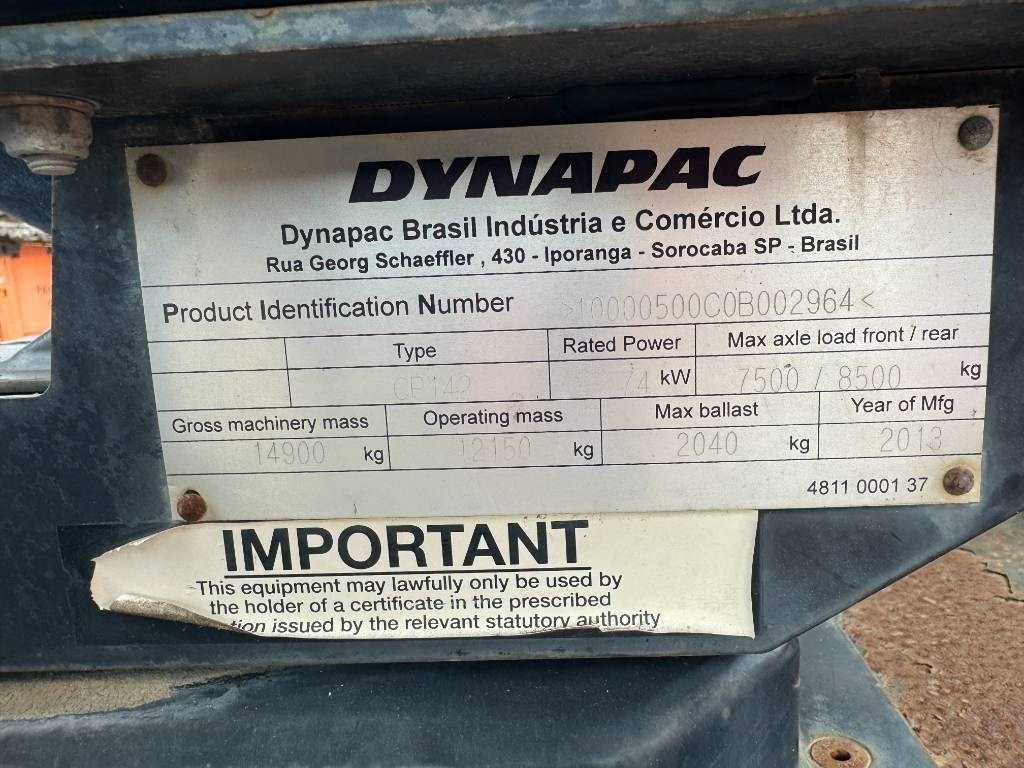 DYNAPAC
Dynapac Brasil Indústria e Comércio Ltda.
Rua Georg Schaeffler , 430 - Iporanga - Sorocaba SP - Brasil
Product Identification Number >10000500C0B002964<
Type Rated Power Max axle load front / rear
CP142 74 kW 7500 / 8500 kg
Gross machinery mass Operating mass Max ballast Year of Mfg
14900 kg 12150 kg 2040 kg 2013
4811 0001 37
IMPORTANT
This equipment may lawfully only be used by
the holder of a certificate in the prescribed
issued by the relevant statutory authority